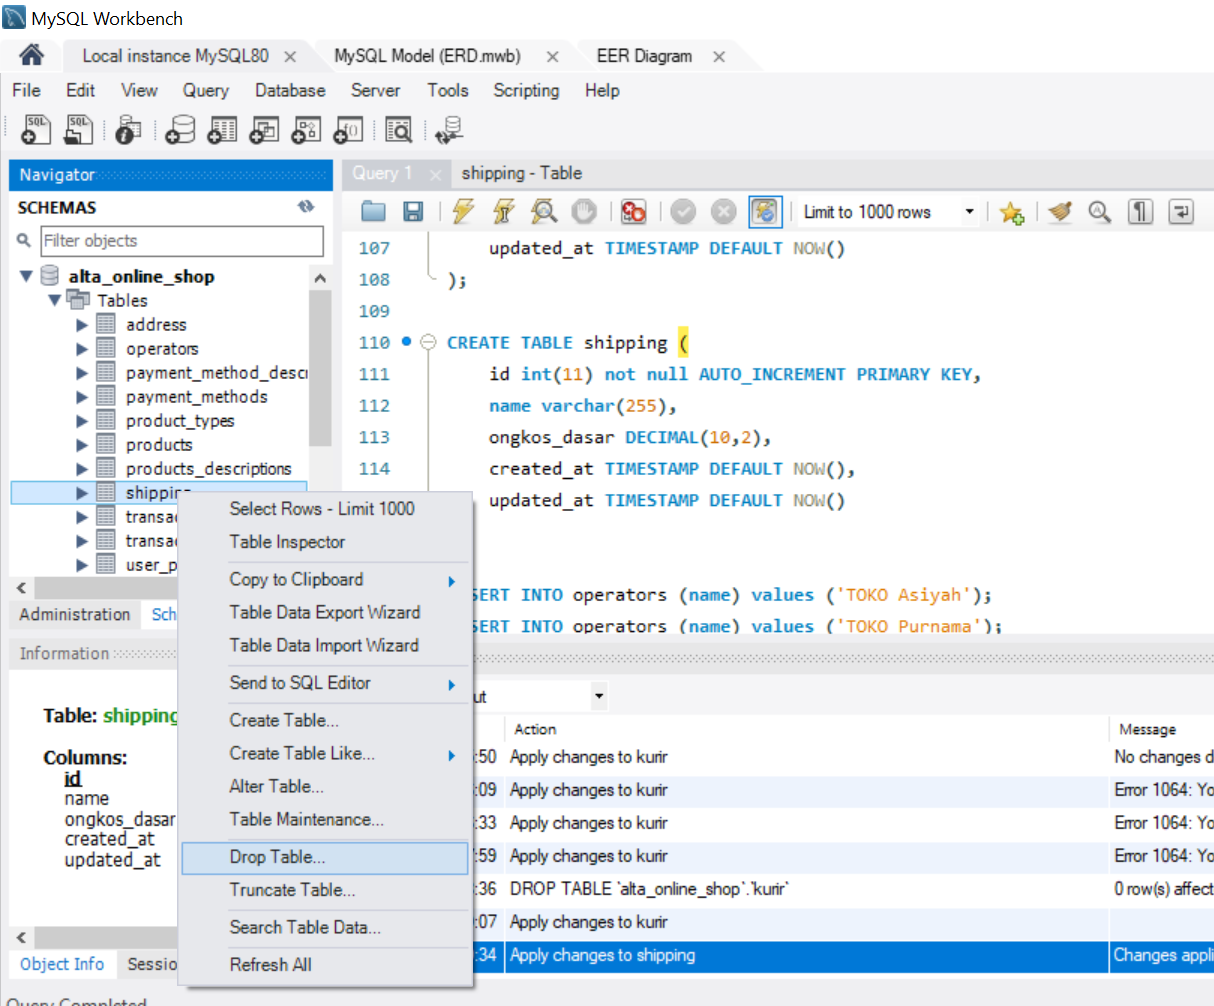 MySQL Workbench
Local instance MySQL80
MySQL Model (ERD.mwb)
EER Diagram
File Edit View Query Database Server Tools Scripting Help
SQL SQL
Navigator
SCHEMAS
Filter objects
alta_online_shop
Tables
address
operators
payment_method_descr
payment_methods
product_types
products
products_descriptions
shipping
transac
transac
user_p
Administration Sch
Information
Table: shipping
Columns:
id
name
ongkos_dasar
created_at
updated_at
Object Info Sessio
Query Completed
Query 1
shipping - Table
Limit to 1000 rows
107 updated_at TIMESTAMP DEFAULT NOW()
108 );
109
110 CREATE TABLE shipping (
111 id int(11) not null AUTO_INCREMENT PRIMARY KEY,
112 name varchar(255),
113 ongkos_dasar DECIMAL(10,2),
114 created_at TIMESTAMP DEFAULT NOW(),
updated_at TIMESTAMP DEFAULT NOW()
SERT INTO operators (name) values ('TOKO Asiyah');
SERT INTO operators (name) values ('TOKO Purnama');
Select Rows - Limit 1000
Table Inspector
Copy to Clipboard
Table Data Export Wizard
Table Data Import Wizard
Send to SQL Editor
Create Table...
Create Table Like...
Alter Table...
Table Maintenance...
Drop Table...
Truncate Table...
Search Table Data...
Refresh All
ut
Action Message
:50 Apply changes to kurir No changes d
:09 Apply changes to kurir Error 1064: Yo
:33 Apply changes to kurir Error 1064: Yo
:59 Apply changes to kurir Error 1064: Yo
:36 DROP TABLE `alta_online_shop`.`kurir` 0 row(s) affect
:07 Apply changes to kurir
:34 Apply changes to shipping Changes appli